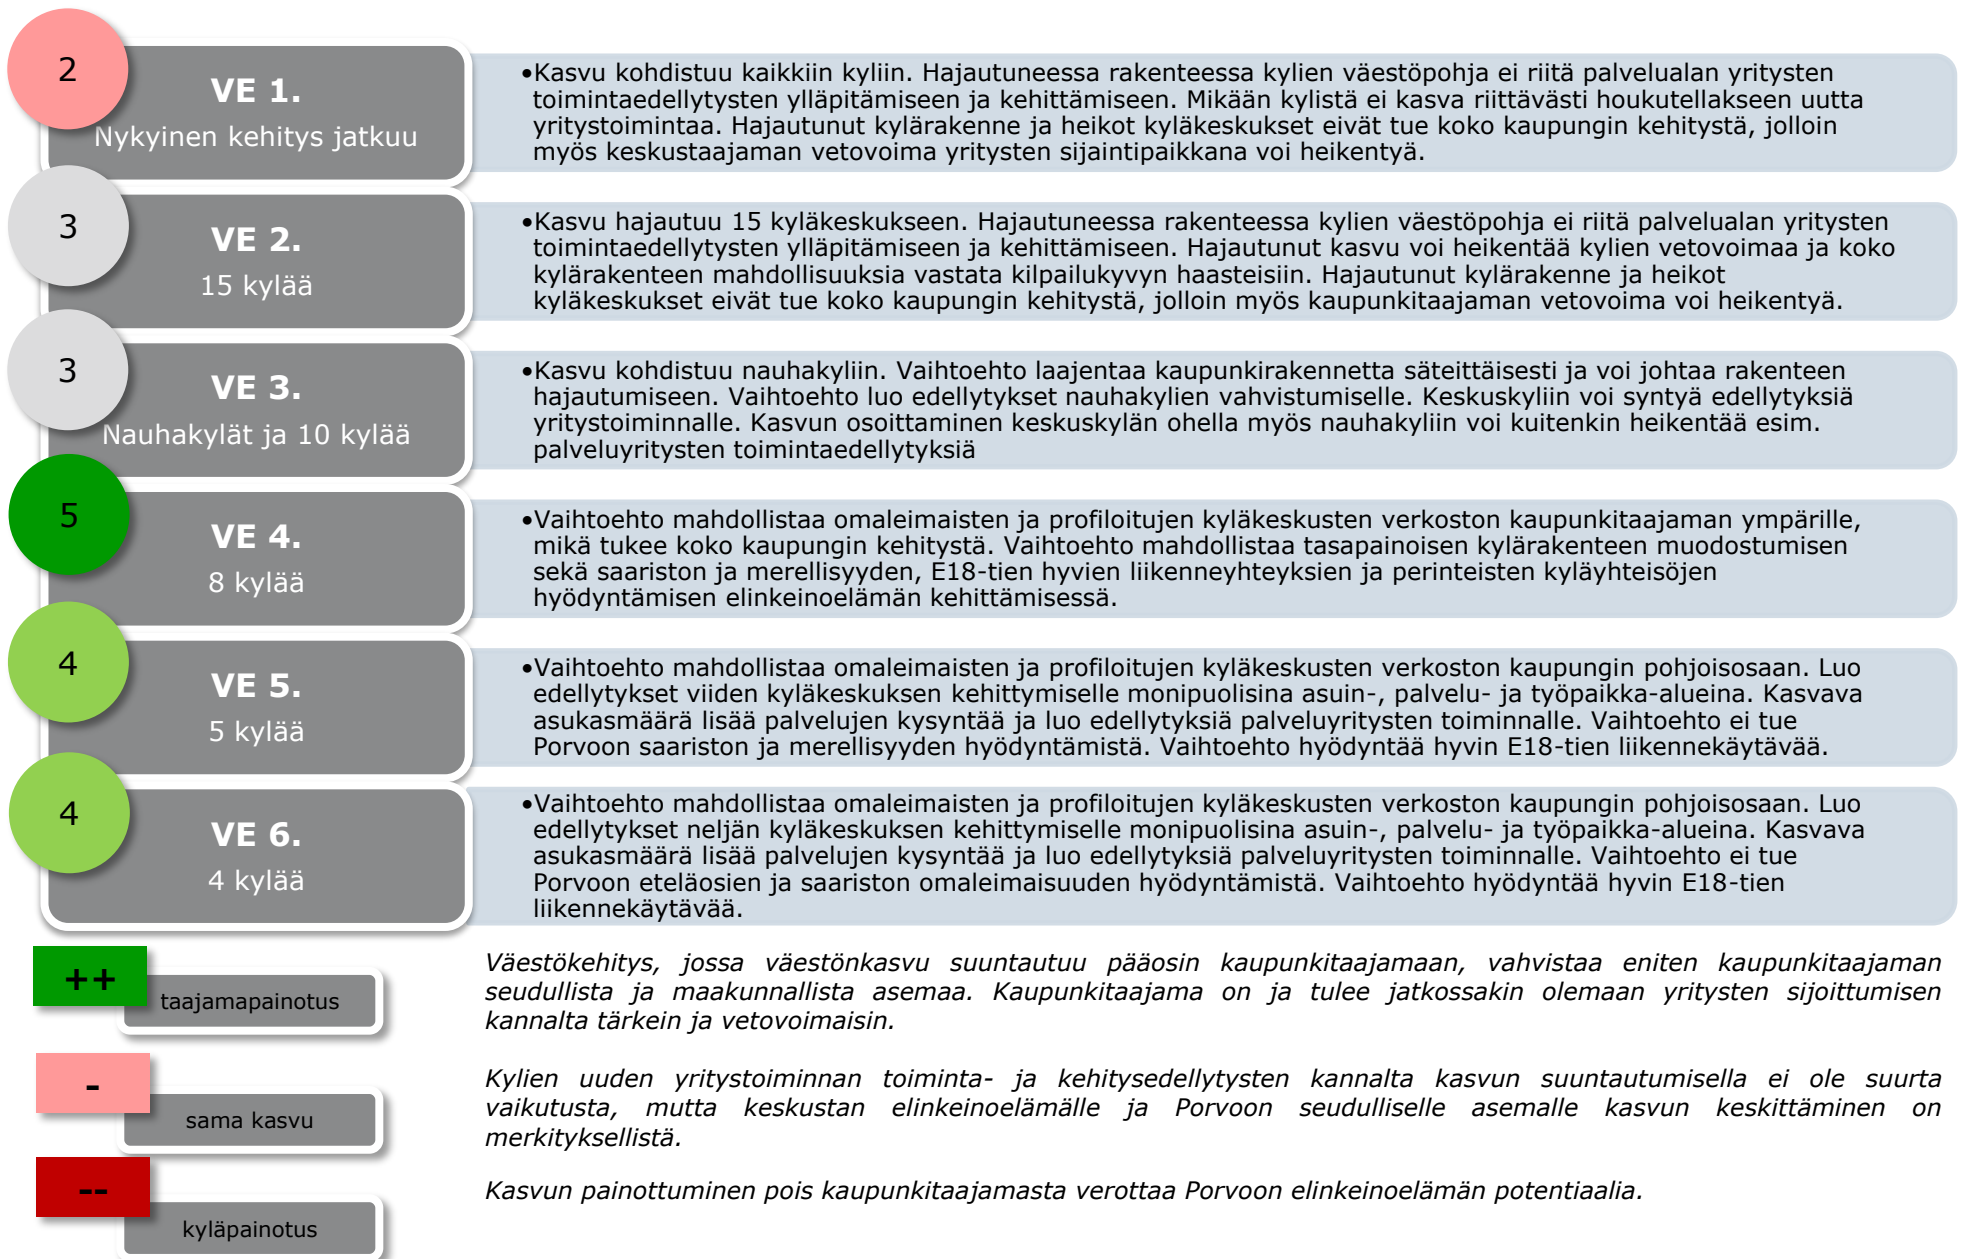 2
VE 1.
Nykyinen kehitys jatkuu
•Kasvu kohdistuu kaikkiin kyliin. Hajautuneessa rakenteessa kylien väestöpohja ei riitä palvelualan yritysten
toimintaedellytysten ylläpitämiseen ja kehittämiseen. Mikään kylistä ei kasva riittävästi houkutellakseen uutta
yritystoimintaa. Hajautunut kylärakenne ja heikot kyläkeskukset eivät tue koko kaupungin kehitystä, jolloin
myös keskustaajaman vetovoima yritysten sijaintipaikkana voi heikentyä.
3
VE 2.
15 kylää
•Kasvu hajautuu 15 kyläkeskukseen. Hajautuneessa rakenteessa kylien väestöpohja ei riitä palvelualan yritysten
toimintaedellytysten ylläpitämiseen ja kehittämiseen. Hajautunut kasvu voi heikentää kylien vetovoimaa ja koko
kylärakenteen mahdollisuuksia vastata kilpailukyvyn haasteisiin. Hajautunut kylärakenne ja heikot
kyläkeskukset eivät tue koko kaupungin kehitystä, jolloin myös kaupunkitaajaman vetovoima voi heikentyä.
3
VE 3.
Nauhakylät ja 10 kylää
•Kasvu kohdistuu nauhakyliin. Vaihtoehto laajentaa kaupunkirakennetta säteittäisesti ja voi johtaa rakenteen
hajautumiseen. Vaihtoehto luo edellytykset nauhakylien vahvistumiselle. Keskuskyliin voi syntyä edellytyksiä
yritystoiminnalle. Kasvun osoittaminen keskuskylän ohella myös nauhakyliin voi kuitenkin heikentää esim.
palveluyritysten toimintaedellytyksiä
5
VE 4.
8 kylää
•Vaihtoehto mahdollistaa omaleimaisten ja profiloitujen kyläkeskusten verkoston kaupunkitaajaman ympärille,
mikä tukee koko kaupungin kehitystä. Vaihtoehto mahdollistaa tasapainoisen kylärakenteen muodostumisen
sekä saariston ja merellisyyden, E18-tien hyvien liikenneyhteyksien ja perinteisten kyläyhteisöjen
hyödyntämisen elinkeinoelämän kehittämisessä.
4
VE 5.
5 kylää
•Vaihtoehto mahdollistaa omaleimaisten ja profiloitujen kyläkeskusten verkoston kaupungin pohjoisosaan. Luo
edellytykset viiden kyläkeskuksen kehittymiselle monipuolisina asuin-, palvelu- ja työpaikka-alueina. Kasvava
asukasmäärä lisää palvelujen kysyntää ja luo edellytyksiä palveluyritysten toiminnalle. Vaihtoehto ei tue
Porvoon saariston ja merellisyyden hyödyntämistä. Vaihtoehto hyödyntää hyvin E18-tien liikennekäytävää.
4
VE 6.
4 kylää
•Vaihtoehto mahdollistaa omaleimaisten ja profiloitujen kyläkeskusten verkoston kaupungin pohjoisosaan. Luo
edellytykset neljän kyläkeskuksen kehittymiselle monipuolisina asuin-, palvelu- ja työpaikka-alueina. Kasvava
asukasmäärä lisää palvelujen kysyntää ja luo edellytyksiä palveluyritysten toiminnalle. Vaihtoehto ei tue
Porvoon eteläosien ja saariston omaleimaisuuden hyödyntämistä. Vaihtoehto hyödyntää hyvin E18-tien
liikennekäytävää.
++
taajamapainotus
Väestökehitys, jossa väestönkasvu suuntautuu pääosin kaupunkitaajamaan, vahvistaa eniten kaupunkitaajaman
seudullista ja maakunnallista asemaa. Kaupunkitaajama on ja tulee jatkossakin olemaan yritysten sijoittumisen
kannalta tärkein ja vetovoimaisin.
-
sama kasvu
Kylien uuden yritystoiminnan toiminta- ja kehitysedellytysten kannalta kasvun suuntautumisella ei ole suurta
vaikutusta, mutta keskustan elinkeinoelämälle ja Porvoon seudulliselle asemalle kasvun keskittäminen on
merkityksellistä.
--
kyläpainotus
Kasvun painottuminen pois kaupunkitaajamasta verottaa Porvoon elinkeinoelämän potentiaalia.